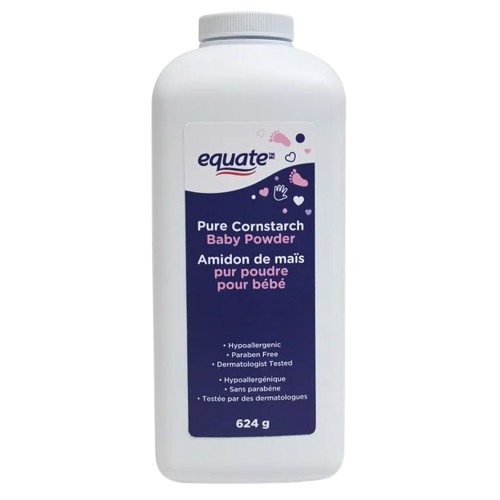 equate
Pure Cornstarch
Baby Powder
Amidon de maïs
pur poudre
pour bébé
• Hypoallergenic
• Paraben Free
• Dermatologist Tested
• Hypoallergénique
• Sans parabéne
• Testée par des dermatologues
624 g